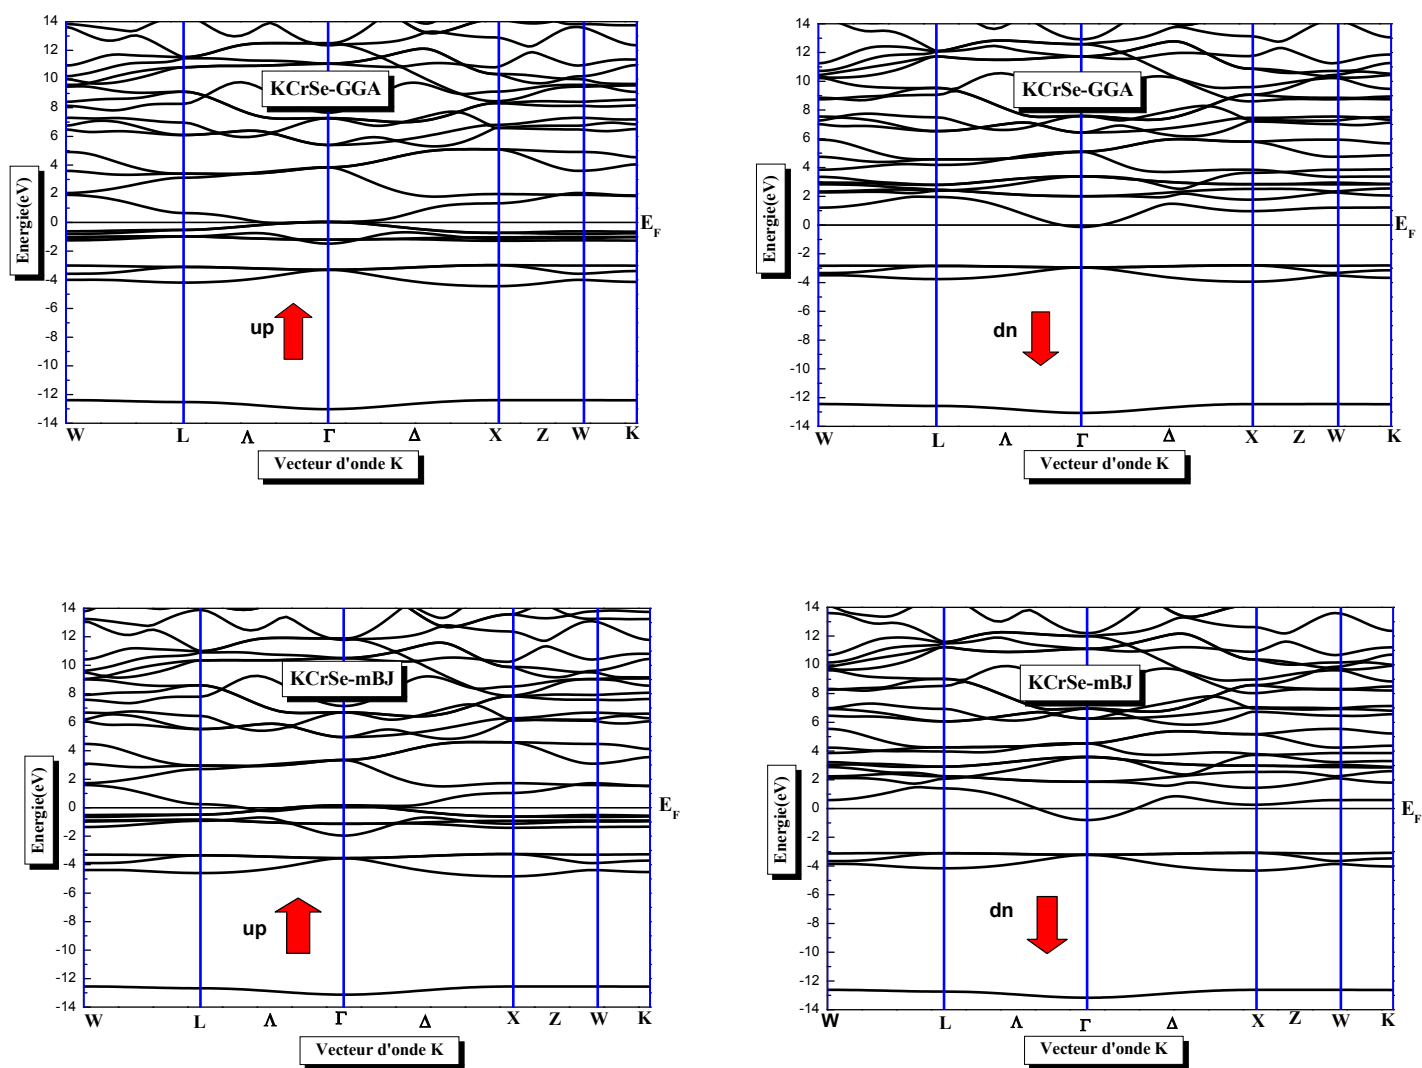 14
12
10
8
6
4
2
0
-2
-4
-6
-8
-10
-12
-14
Energie(eV)
KCrSe-GGA
E_F
up
W L Λ Γ Δ X Z W K
Vecteur d'onde K
14
12
10
8
6
4
2
0
-2
-4
-6
-8
-10
-12
-14
Energie(eV)
KCrSe-GGA
E_F
dn
W L Λ Γ Δ X Z W K
Vecteur d'onde K
14
12
10
8
6
4
2
0
-2
-4
-6
-8
-10
-12
-14
Energie(eV)
KCrSe-mBJ
E_F
up
W L Λ Γ Δ X Z W K
Vecteur d'onde K
14
12
10
8
6
4
2
0
-2
-4
-6
-8
-10
-12
-14
Energie(eV)
KCrSe-mBJ
E_F
dn
W L Λ Γ Δ X Z W K
Vecteur d'onde K